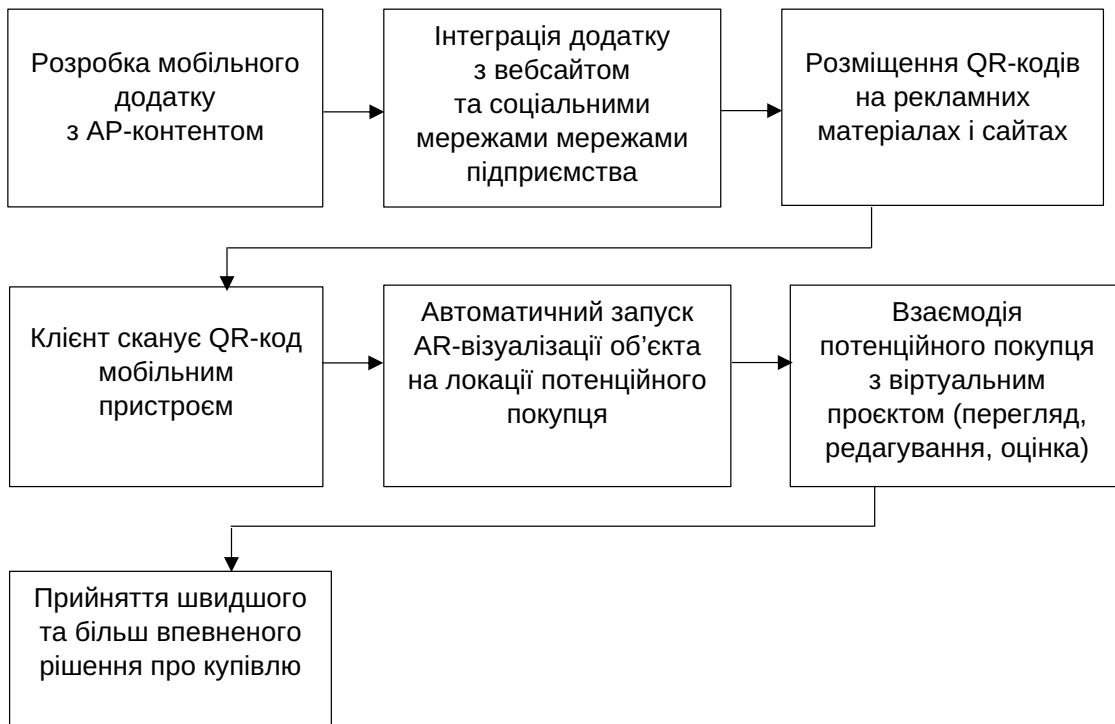 Розробка мобільного
додатку
з АР-контентом
Інтеграція додатку
з вебсайтом
та соціальними
мережами мережами
підприємства
Розміщення QR-кодів
на рекламних
матеріалах і сайтах
Клієнт сканує QR-код
мобільним
пристроєм
Автоматичний запуск
AR-візуалізації об’єкта
на локації потенційного
покупця
Взаємодія
потенційного покупця
з віртуальним
проєктом (перегляд,
редагування, оцінка)
Прийняття швидшого
та більш впевненого
рішення про купівлю